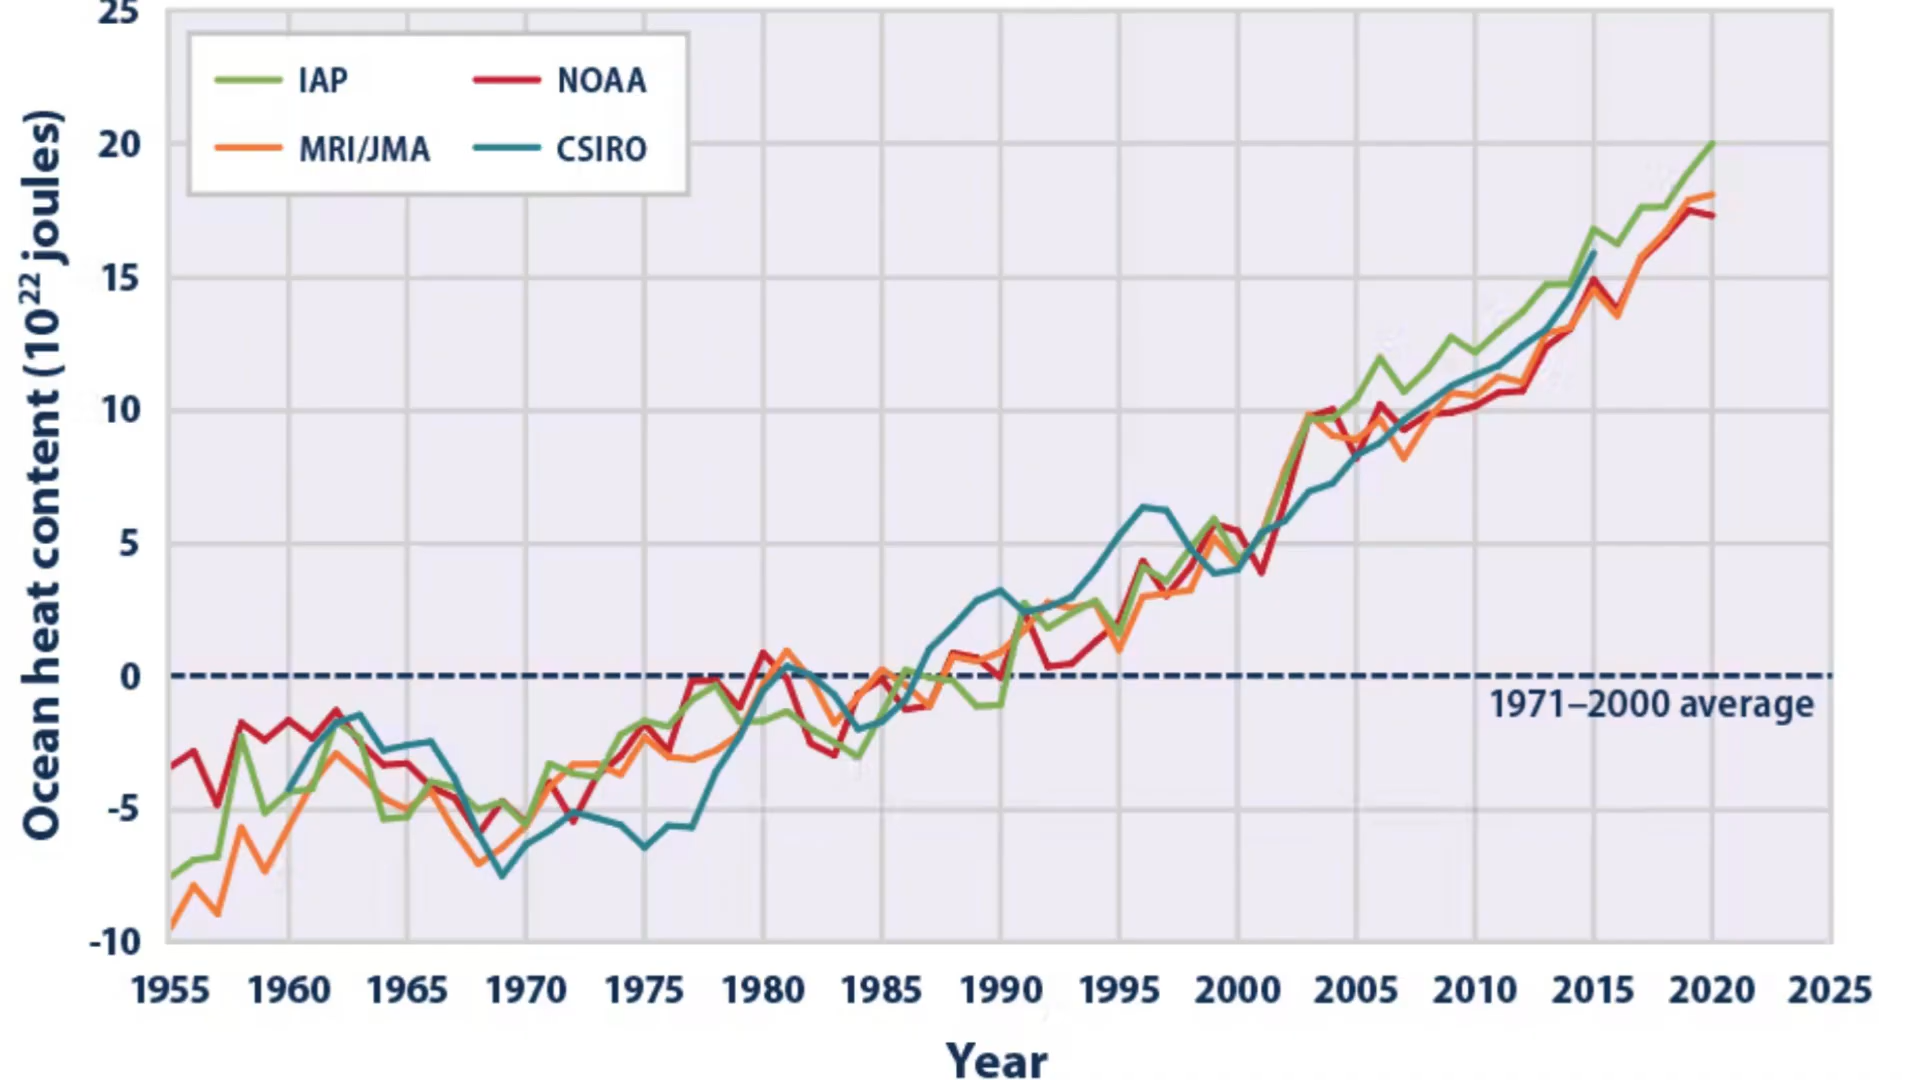 25
IAP
NOAA
MRI/JMA
CSIRO
20
15
10
5
0
-5
-10
Ocean heat content (10²² joules)
1971–2000 average
1955 1960 1965 1970 1975 1980 1985 1990 1995 2000 2005 2010 2015 2020 2025
Year